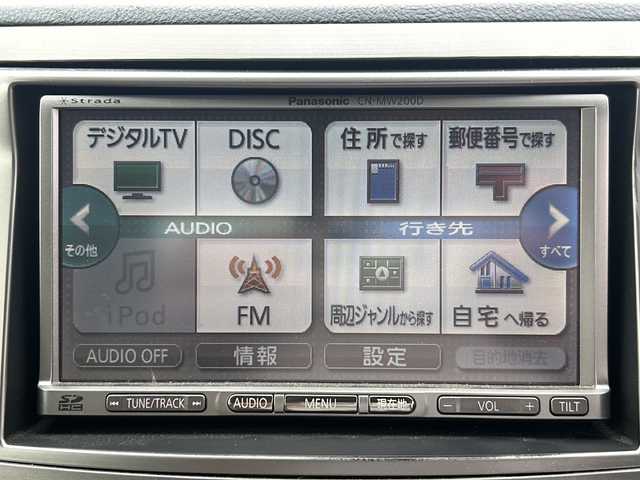 Strada
Panasonic CN-MW200D
デジタルTV
DISC
住所で探す
郵便番号で探す
その他
AUDIO
行き先
すべて
iPod
FM
周辺ジャンルから探す
自宅へ帰る
AUDIO OFF
情報
設定
目的地消去
SD HC
TUNE/TRACK
AUDIO
MENU
現在地
− VOL +
TILT